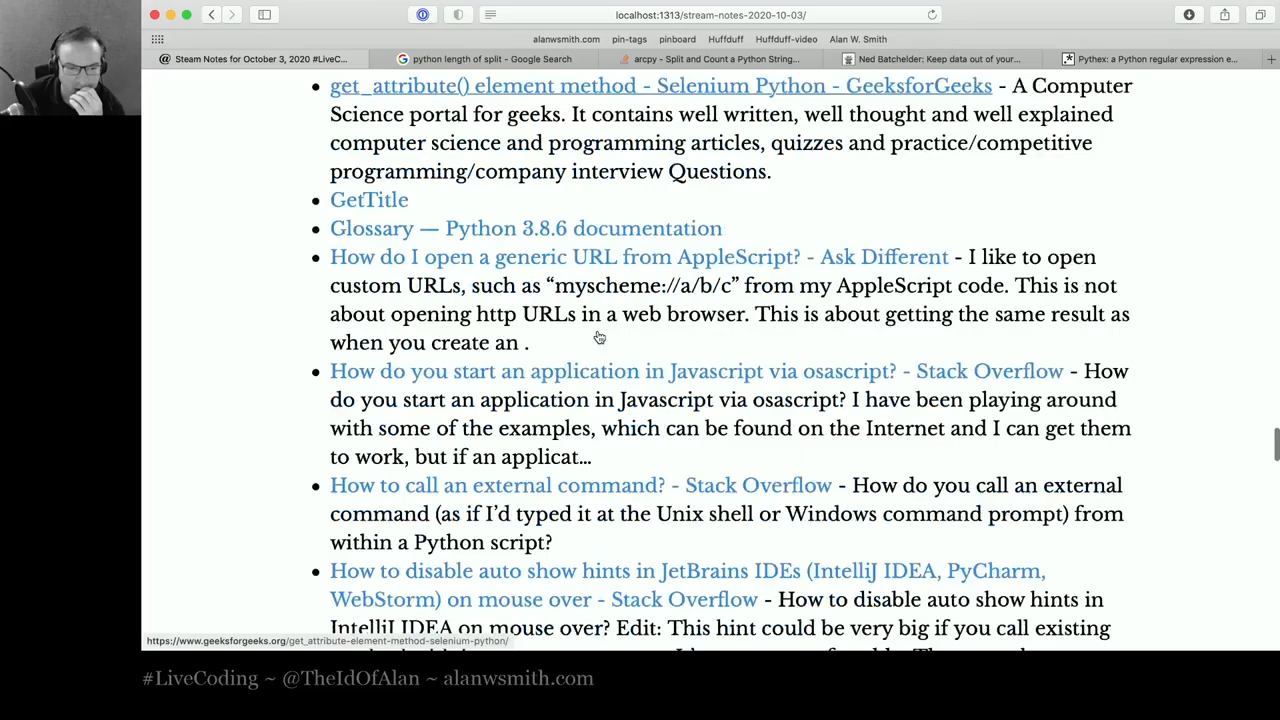 localhost:1313/stream-notes-2020-10-03/
alanwsmith.com pin-tags pinboard Huffduff Huffduff-video Alan W. Smith
@ Steam Notes for October 3, 2020 #LiveC... python length of split - Google Search arcpy - Split and Count a Python String... Ned Batchelder: Keep data out of your... Pythex: a Python regular expression e...
get_attribute() element method - Selenium Python - GeeksforGeeks - A Computer
Science portal for geeks. It contains well written, well thought and well explained
computer science and programming articles, quizzes and practice/competitive
programming/company interview Questions.
GetTitle
Glossary — Python 3.8.6 documentation
How do I open a generic URL from AppleScript? - Ask Different - I like to open
custom URLs, such as “myscheme://a/b/c” from my AppleScript code. This is not
about opening http URLs in a web browser. This is about getting the same result as
when you create an .
How do you start an application in Javascript via osascript? - Stack Overflow - How
do you start an application in Javascript via osascript? I have been playing around
with some of the examples, which can be found on the Internet and I can get them
to work, but if an applicat…
How to call an external command? - Stack Overflow - How do you call an external
command (as if I’d typed it at the Unix shell or Windows command prompt) from
within a Python script?
How to disable auto show hints in JetBrains IDEs (IntelliJ IDEA, PyCharm,
WebStorm) on mouse over - Stack Overflow - How to disable auto show hints in
IntelliJ IDEA on mouse over? Edit: This hint could be very big if you call existing
https://www.geeksforgeeks.org/get_attribute-element-method-selenium-python/
#LiveCoding ~ @TheIdOfAlan ~ alanwsmith.com